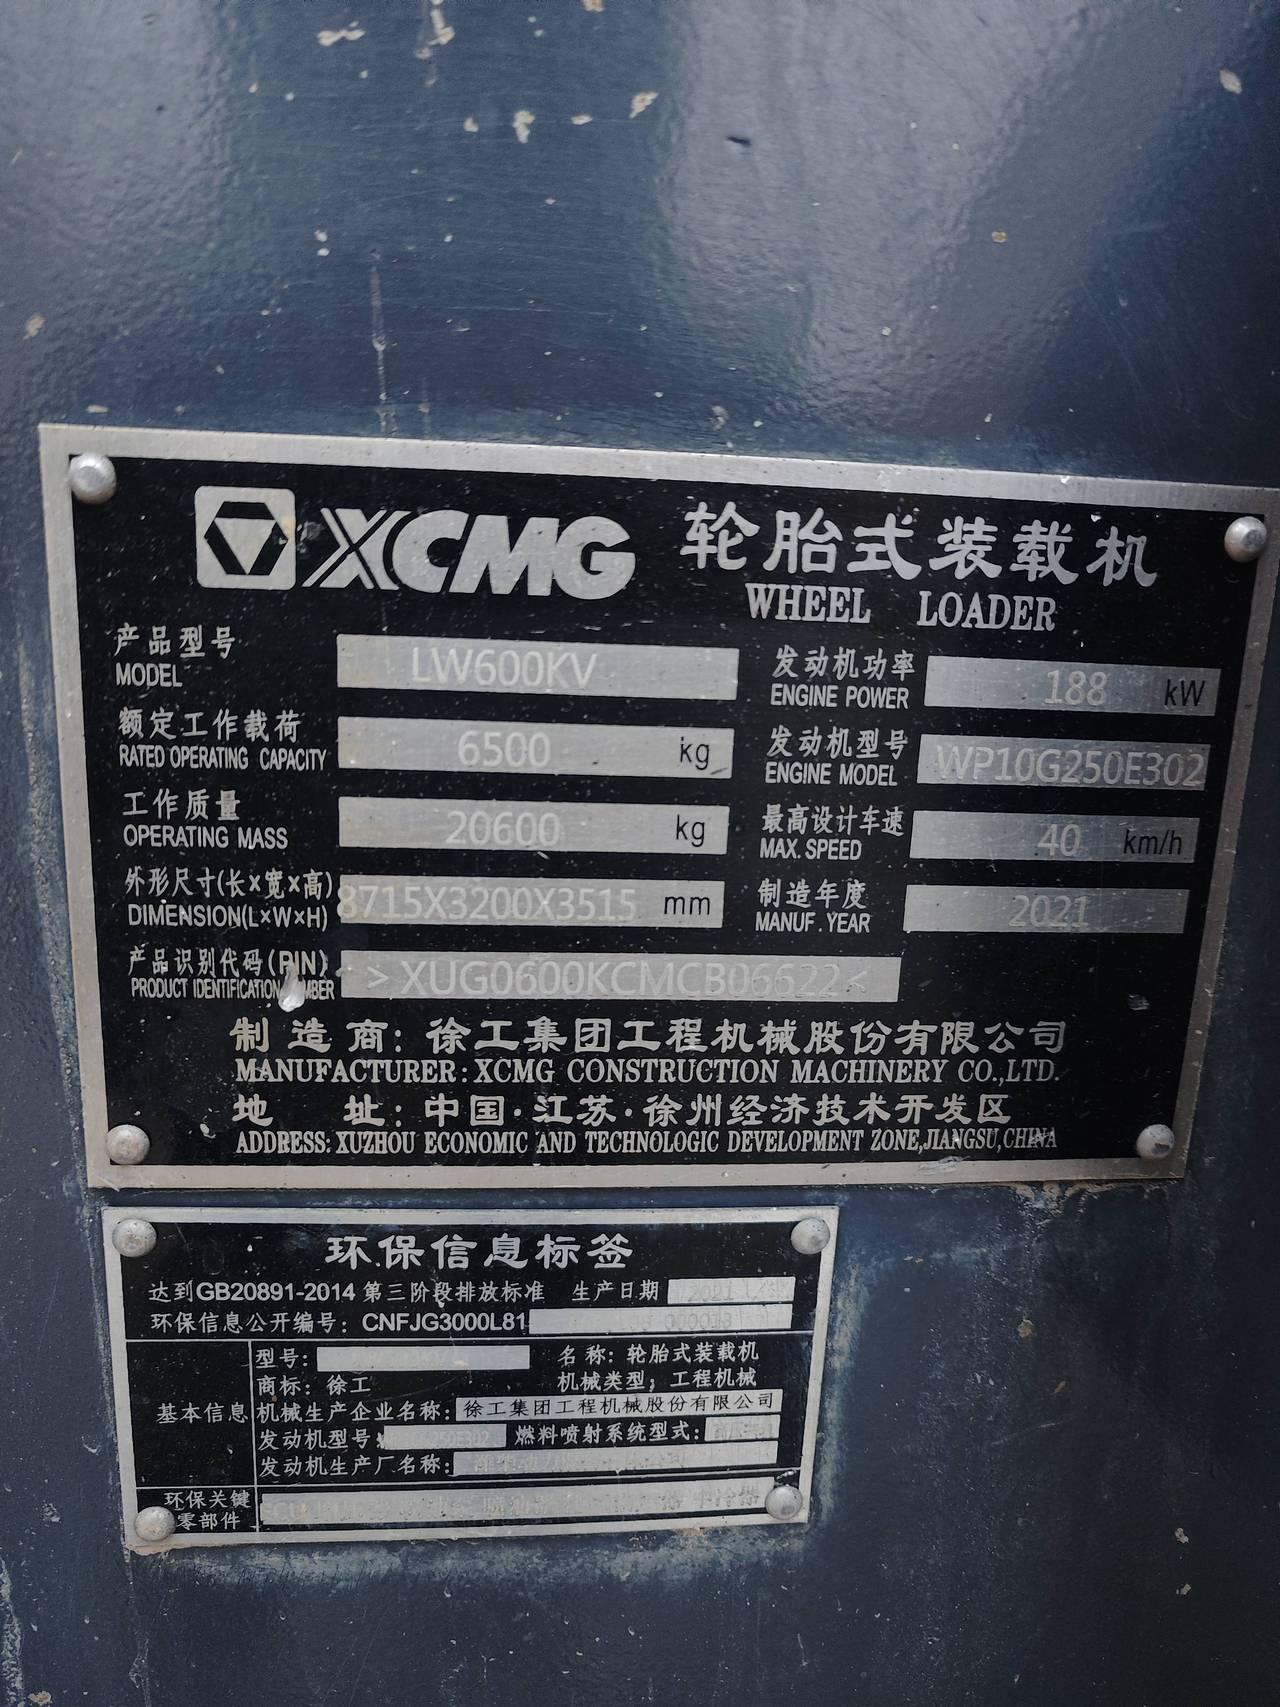 XCMG 轮胎式装载机
WHEEL LOADER
产品型号
MODEL
LW600KV
发动机功率
ENGINE POWER
188 kW
额定工作载荷
RATED OPERATING CAPACITY
6500 kg
发动机型号
ENGINE MODEL
WP10G250E302
工作质量
OPERATING MASS
20600 kg
最高设计车速
MAX. SPEED
40 km/h
外形尺寸(长×宽×高)
DIMENSION(L×W×H)
8715X3200X3515 mm
制造年度
MANUF. YEAR
2021
产品识别代码(PIN)
PRODUCT IDENTIFICATION
>XUG0600KCMCB06622<
制造商:徐工集团工程机械股份有限公司
MANUFACTURER: XCMG CONSTRUCTION MACHINERY CO.,LTD.
地址:中国·江苏·徐州经济技术开发区
ADDRESS: XUZHOU ECONOMIC AND TECHNOLOGIC DEVELOPMENT ZONE,JIANGSU,CHINA
环保信息标签
达到GB20891-2014 第三阶段排放标准 生产日期 2021
环保信息公开编号: CNFJG3000L81
基本信息
型号: 名称: 轮胎式装载机
商标: 徐工 机械类型: 工程机械
机械生产企业名称: 徐工集团工程机械股份有限公司
发动机型号: 燃料喷射系统型式:
发动机生产厂名称:
环保关键
零部件